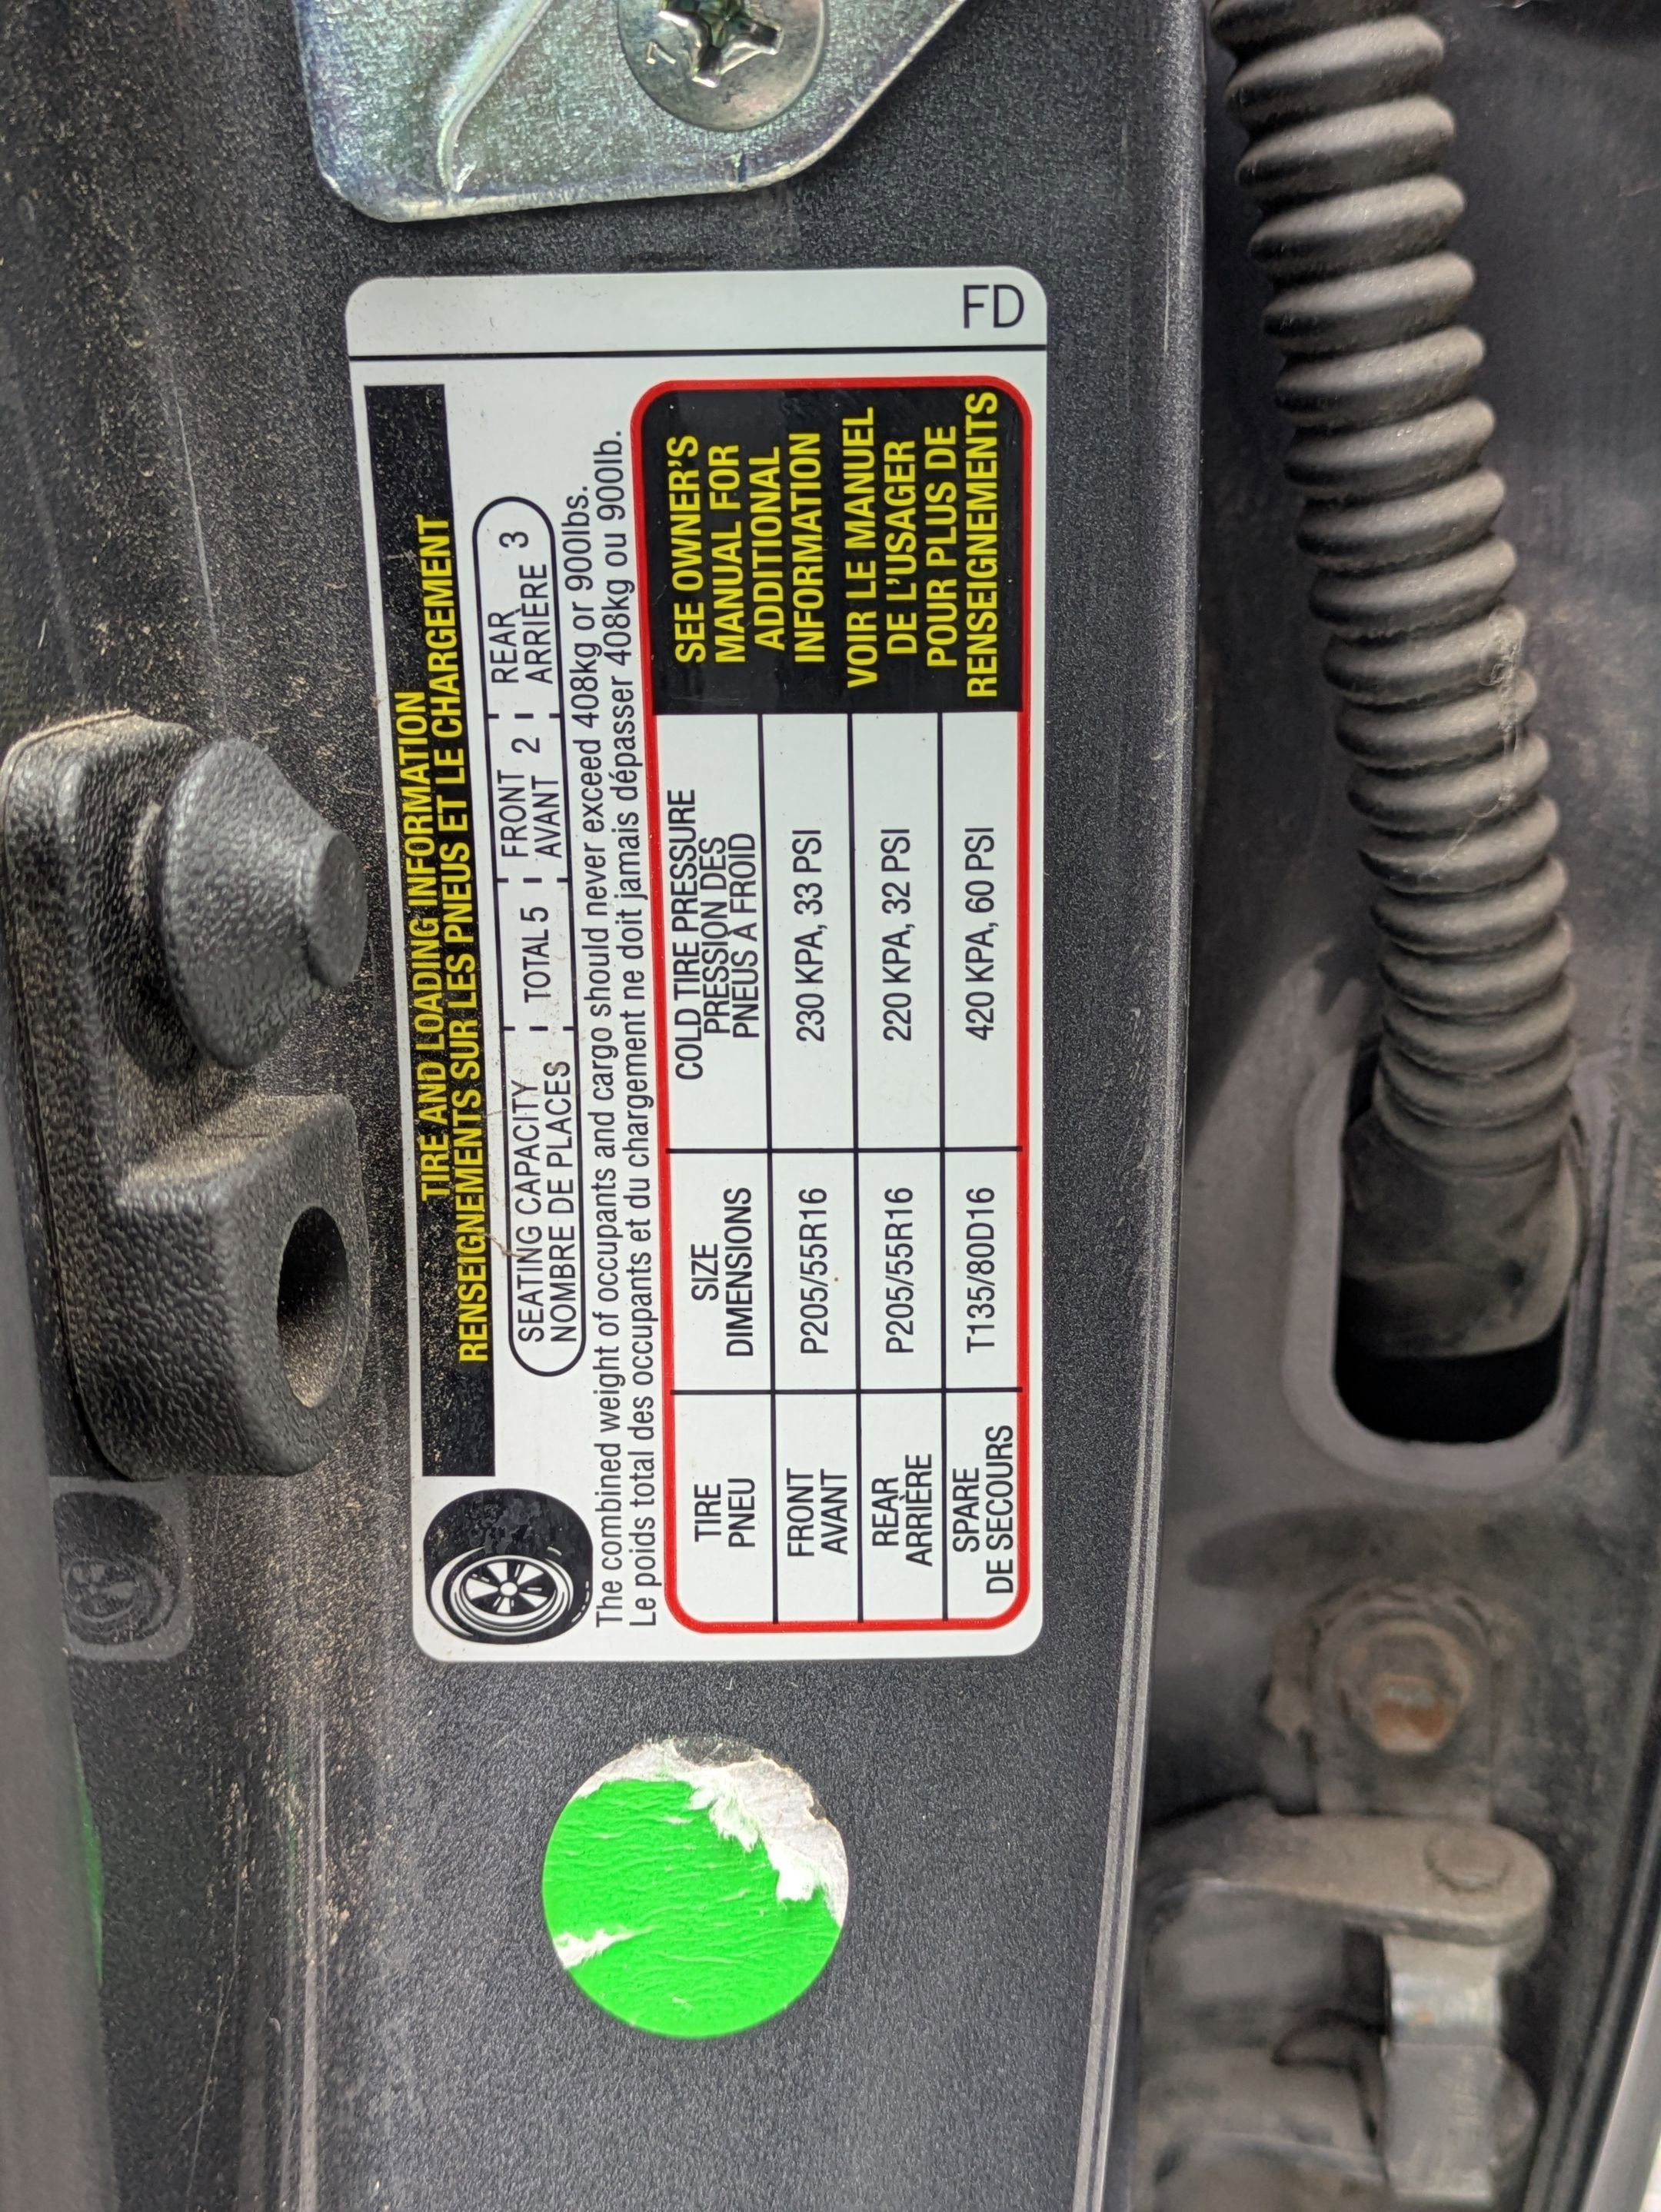 TIRE AND LOADING INFORMATION
RENSEIGNEMENTS SUR LES PNEUS ET LE CHARGEMENT
SEATING CAPACITY
NOMBRE DE PLACES
TOTAL 5
FRONT
AVANT 2
REAR
ARRIÈRE 3
The combined weight of occupants and cargo should never exceed 408kg or 900lbs.
Le poids total des occupants et du chargement ne doit jamais dépasser 408kg ou 900lb.
TIRE
PNEU
SIZE
DIMENSIONS
COLD TIRE PRESSURE
PRESSION DES
PNEUS À FROID
FRONT
AVANT
P205/55R16
230 KPA, 33 PSI
REAR
ARRIÈRE
P205/55R16
220 KPA, 32 PSI
SPARE
DE SECOURS
T135/80D16
420 KPA, 60 PSI
SEE OWNER'S
MANUAL FOR
ADDITIONAL
INFORMATION
VOIR LE MANUEL
DE L'USAGER
POUR PLUS DE
RENSEIGNEMENTS
FD
7